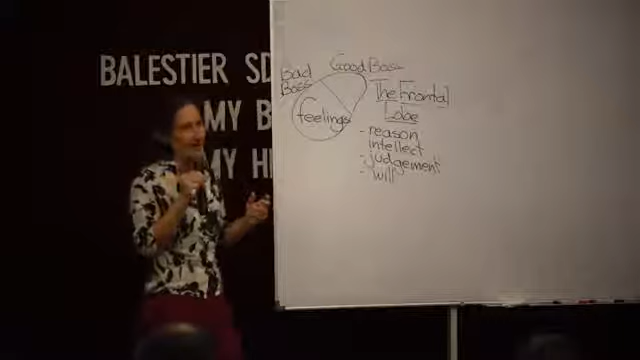 BALESTIER SD
MY B
MY H
Bad
Boss
Good Boss
feelings
The Frontal
Lobe
- reason
intellect
- judgement
- will